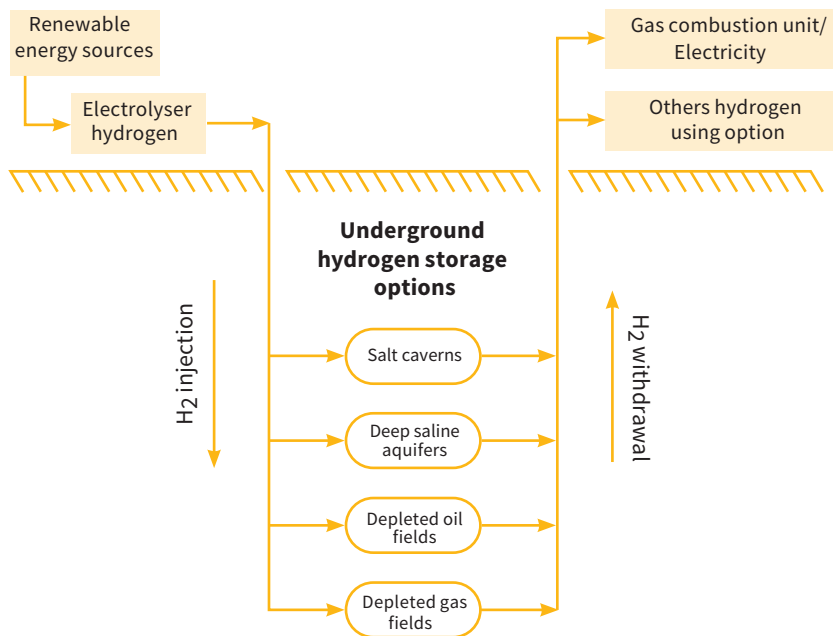 Renewable
energy sources
Electrolyser
hydrogen
Gas combustion unit/
Electricity
Others hydrogen
using option
Underground
hydrogen storage
options
H2 injection
Salt caverns
Deep saline
aquifers
Depleted oil
fields
Depleted gas
fields
H2 withdrawal